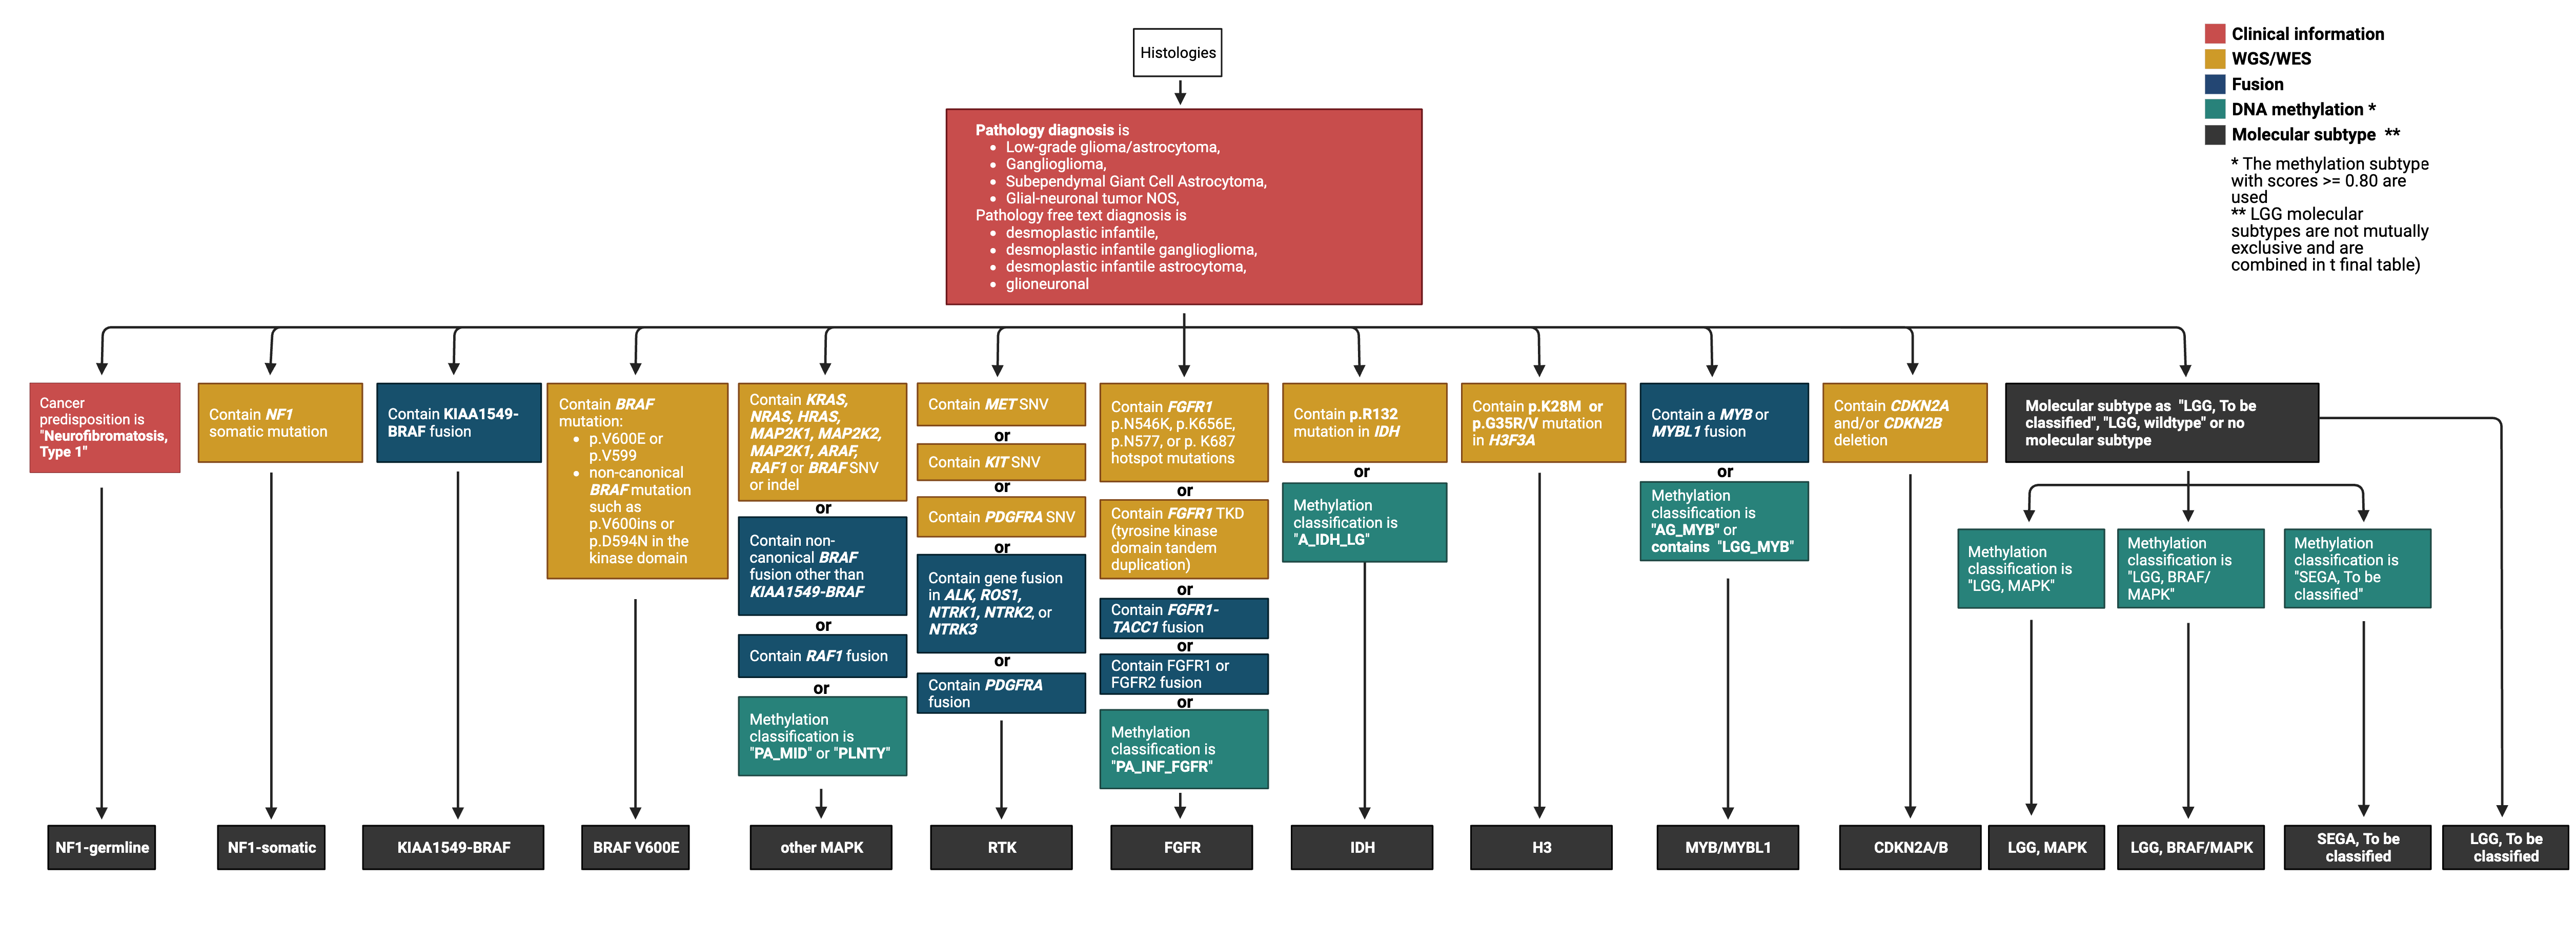 Histologies
Clinical information
WGS/WES
Fusion
DNA methylation *
Molecular subtype **
* The methylation subtype
with scores >= 0.80 are
used
** LGG molecular
subtypes are not mutually
exclusive and are
combined in t final table)
Pathology diagnosis is
• Low-grade glioma/astrocytoma,
• Ganglioglioma,
• Subependymal Giant Cell Astrocytoma,
• Glial-neuronal tumor NOS,
Pathology free text diagnosis is
• desmoplastic infantile,
• desmoplastic infantile ganglioglioma,
• desmoplastic infantile astrocytoma,
• glioneuronal
Cancer
predisposition is
"Neurofibromatosis,
Type 1"
Contain NF1
somatic mutation
Contain KIAA1549-
BRAF fusion
Contain BRAF
mutation:
• p.V600E or
p.V599
• non-canonical
BRAF mutation
such as
p.V600ins or
p.D594N in the
kinase domain
Contain KRAS,
NRAS, HRAS,
MAP2K1, MAP2K2,
MAP2K1, ARAF,
RAF1 or BRAF SNV
or indel
or
Contain non-
canonical BRAF
fusion other than
KIAA1549-BRAF
or
Contain RAF1 fusion
or
Methylation
classification is
"PA_MID" or "PLNTY"
Contain MET SNV
or
Contain KIT SNV
or
Contain PDGFRA SNV
or
Contain gene fusion
in ALK, ROS1,
NTRK1, NTRK2, or
NTRK3
or
Contain PDGFRA
fusion
Contain FGFR1
p.N546K, p.K656E,
p.N577, or p. K687
hotspot mutations
or
Contain FGFR1 TKD
(tyrosine kinase
domain tandem
duplication)
or
Contain FGFR1-
TACC1 fusion
or
Contain FGFR1 or
FGFR2 fusion
or
Methylation
classification is
"PA_INF_FGFR"
Contain p.R132
mutation in IDH
or
Methylation
classification is
"A_IDH_LG"
Contain p.K28M or
p.G35R/V mutation
in H3F3A
Contain a MYB or
MYBL1 fusion
or
Methylation
classification is
"AG_MYB" or
contains "LGG_MYB"
Contain CDKN2A
and/or CDKN2B
deletion
Molecular subtype as "LGG, To be
classified", "LGG, wildtype" or no
molecular subtype
Methylation
classification is
"LGG, MAPK"
Methylation
classification is
"LGG, BRAF/
MAPK"
Methylation
classification is
"SEGA, To be
classified"
NF1-germline
NF1-somatic
KIAA1549-BRAF
BRAF V600E
other MAPK
RTK
FGFR
IDH
H3
MYB/MYBL1
CDKN2A/B
LGG, MAPK
LGG, BRAF/MAPK
SEGA, To be
classified
LGG, To be
classified